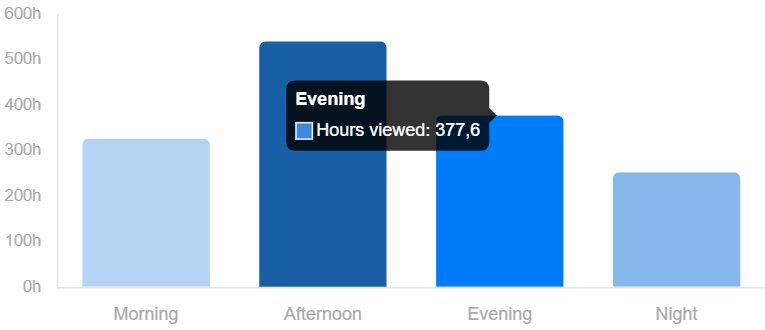 600h
500h
400h
300h
200h
100h
0h
Evening
Hours viewed: 377,6
Morning Afternoon Evening Night